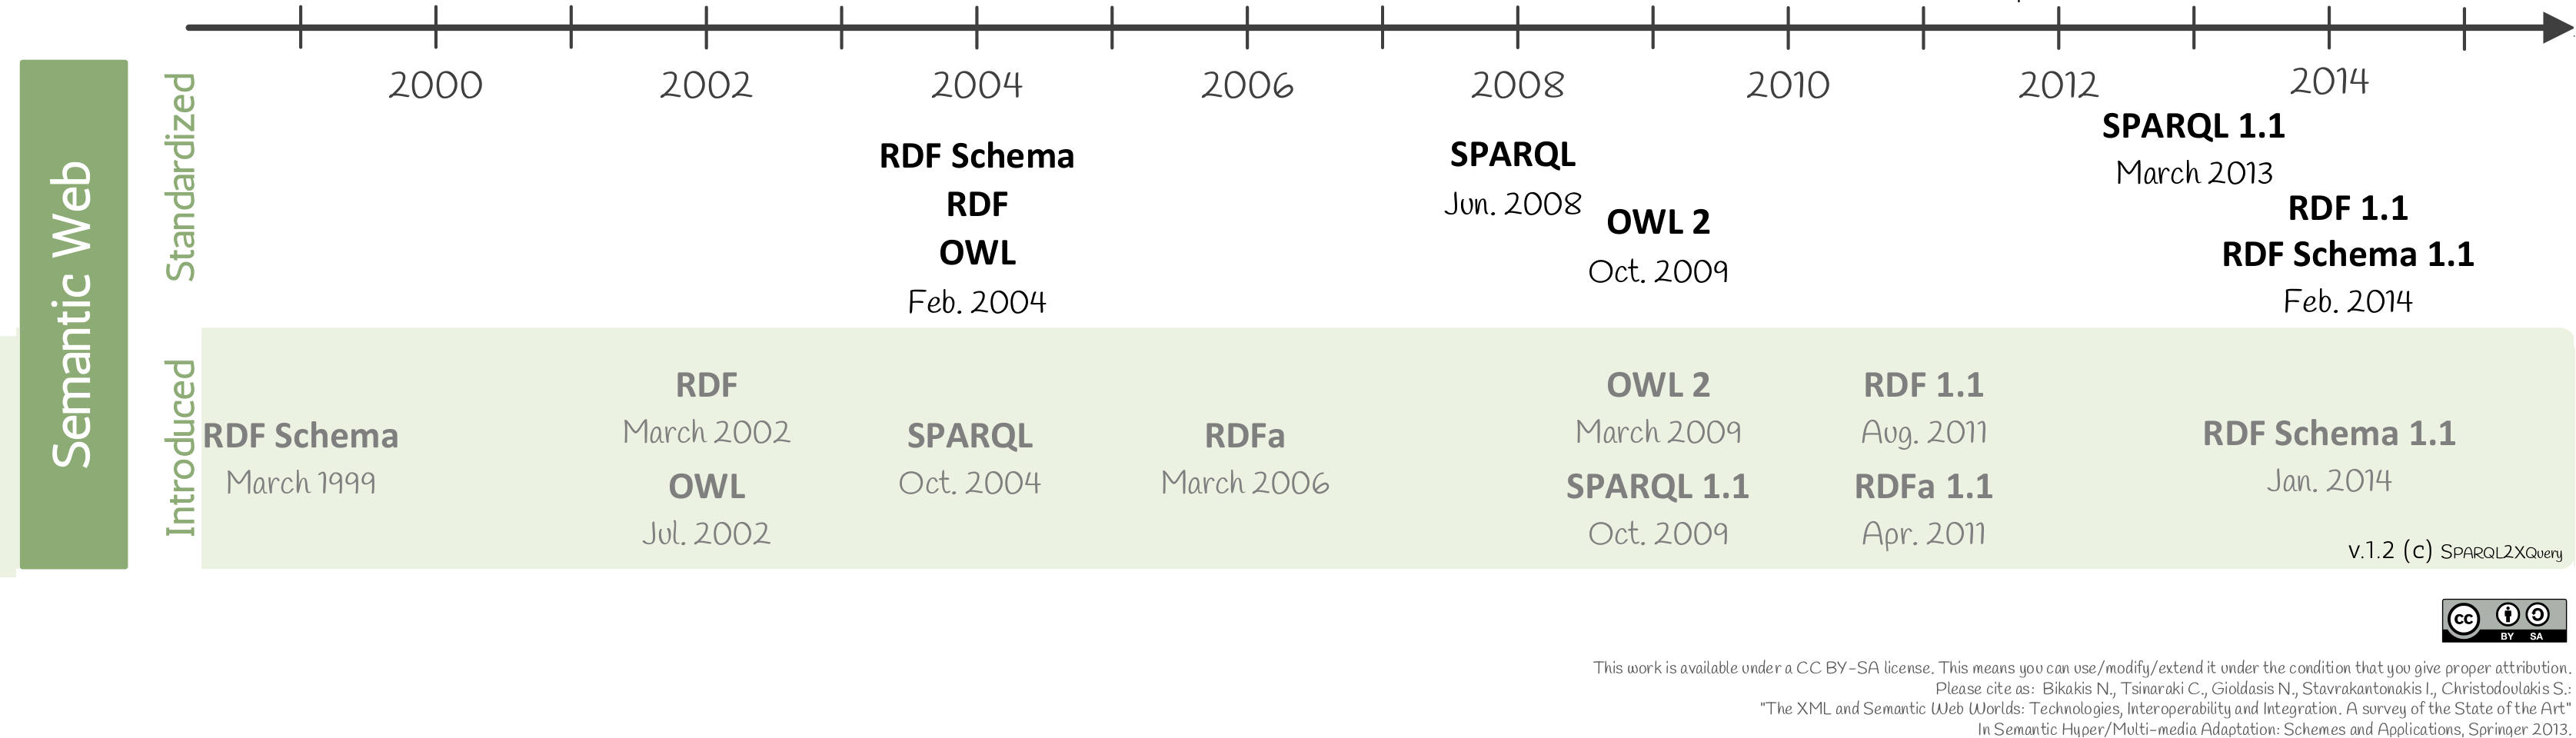 2000 2002 2004 2006 2008 2010 2012 2014
Semantic Web
Standardized
RDF Schema
RDF
OWL
Feb. 2004
SPARQL
Jun. 2008
OWL 2
Oct. 2009
SPARQL 1.1
March 2013
RDF 1.1
RDF Schema 1.1
Feb. 2014
Introduced
RDF Schema
March 1999
RDF
March 2002
OWL
Jul. 2002
SPARQL
Oct. 2004
RDFa
March 2006
OWL 2
March 2009
SPARQL 1.1
Oct. 2009
RDF 1.1
Aug. 2011
RDFa 1.1
Apr. 2011
RDF Schema 1.1
Jan. 2014
v.1.2 (c) SPARQL2XQuery
cc BY SA
This work is available under a CC BY-SA license. This means you can use/modify/extend it under the condition that you give proper attribution.
Please cite as: Bikakis N., Tsinaraki C., Gioldasis N., Stavrakantonakis I., Christodoulakis S.:
"The XML and Semantic Web Worlds: Technologies, Interoperability and Integration. A survey of the State of the Art"
In Semantic Hyper/Multi-media Adaptation: Schemes and Applications, Springer 2013.